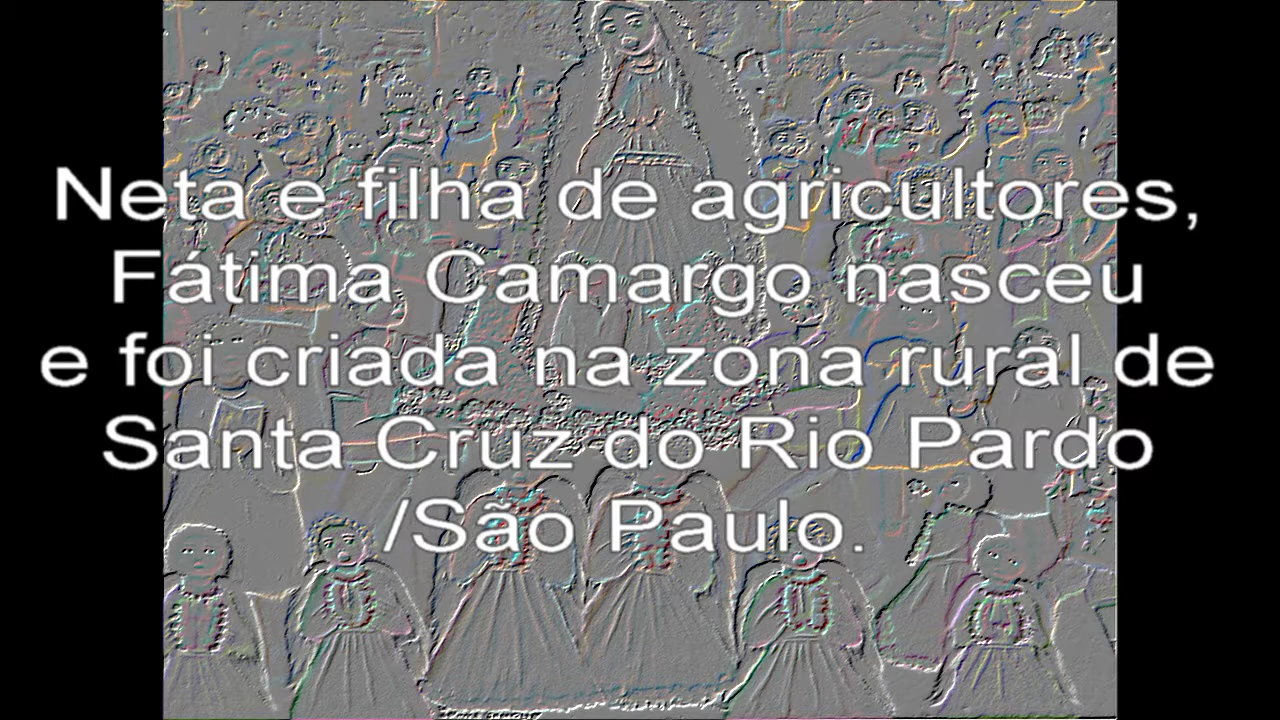 Neta e filha de agricultores,
Fátima Camargo nasceu
e foi criada na zona rural de
Santa Cruz do Rio Pardo
/São Paulo.